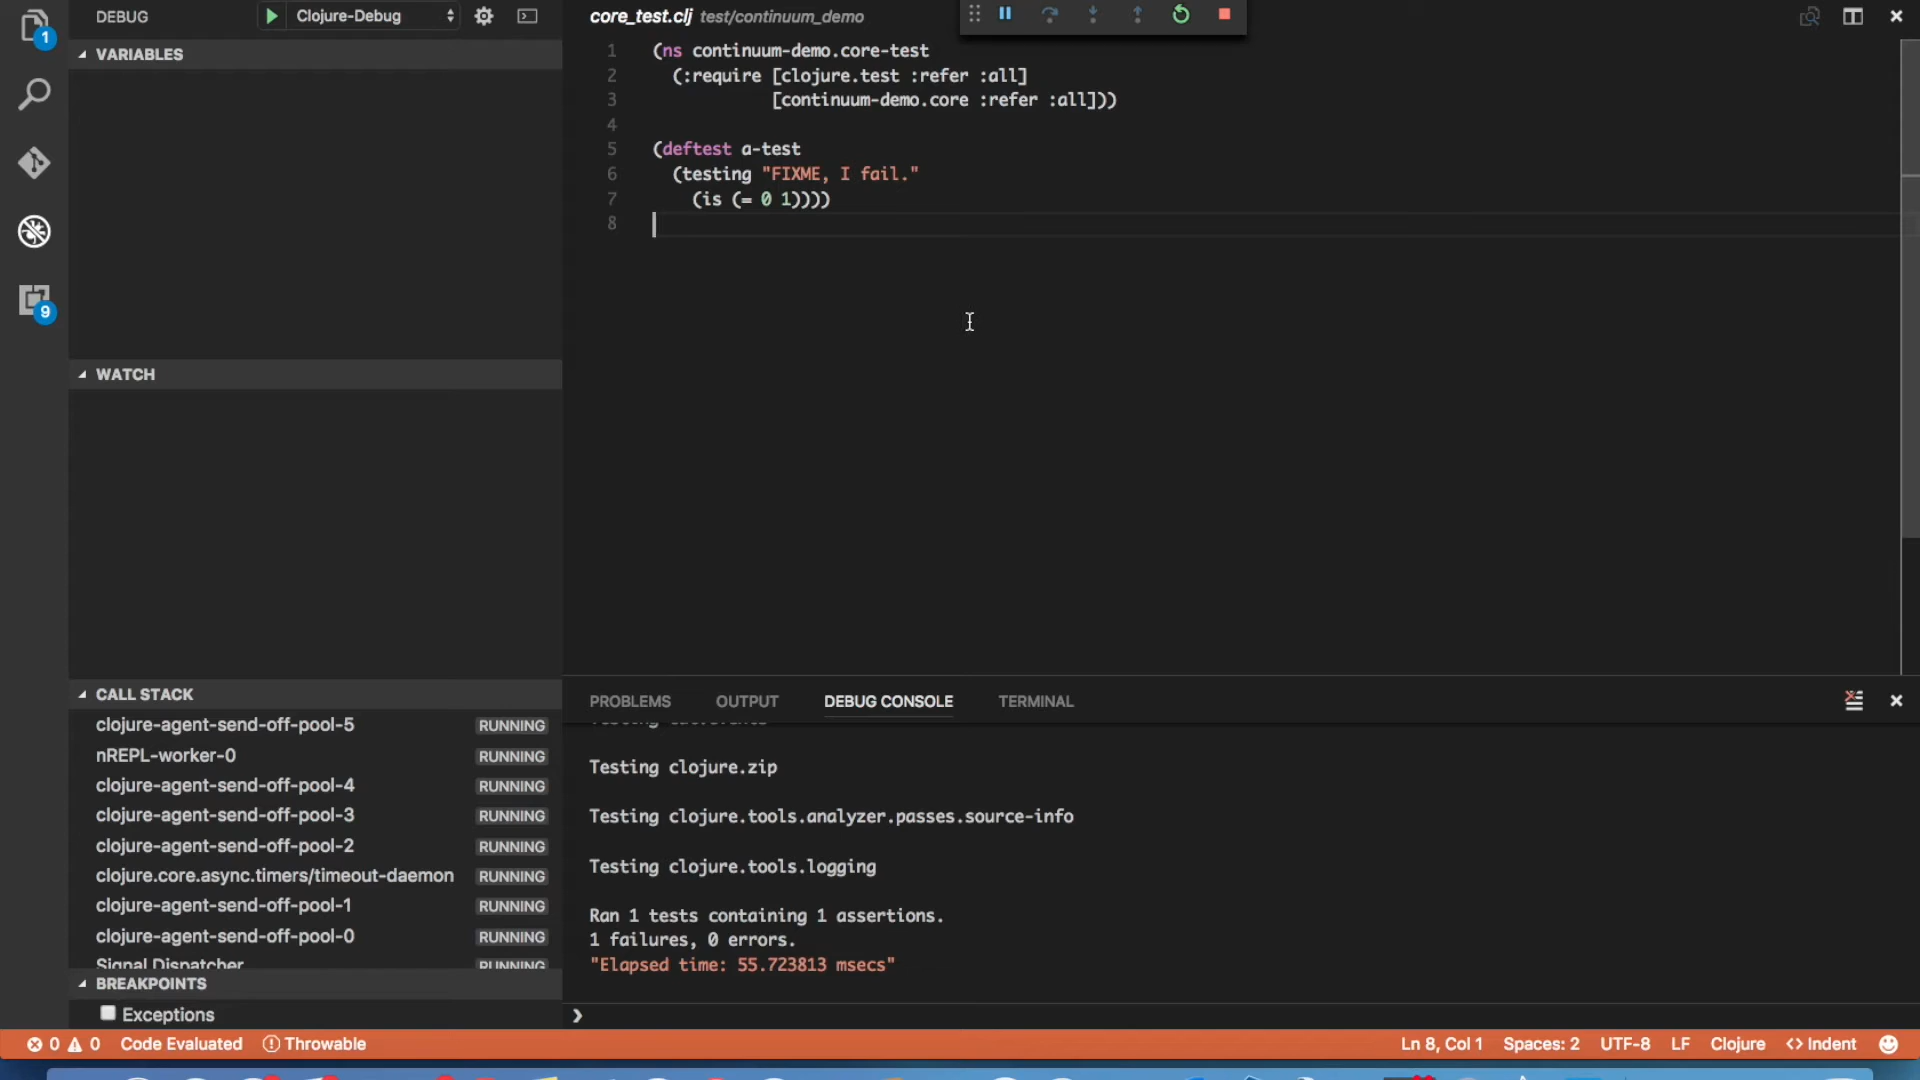 DEBUG
Clojure-Debug
core_test.clj test/continuum_demo
1
VARIABLES
1 (ns continuum-demo.core-test
2 (:require [clojure.test :refer :all]
3 [continuum-demo.core :refer :all]))
4
5 (deftest a-test
6 (testing "FIXME, I fail."
7 (is (= 0 1))))
8
9
WATCH
CALL STACK
clojure-agent-send-off-pool-5 RUNNING
nREPL-worker-0 RUNNING
clojure-agent-send-off-pool-4 RUNNING
clojure-agent-send-off-pool-3 RUNNING
clojure-agent-send-off-pool-2 RUNNING
clojure.core.async.timers/timeout-daemon RUNNING
clojure-agent-send-off-pool-1 RUNNING
clojure-agent-send-off-pool-0 RUNNING
Signal Dispatcher RUNNING
BREAKPOINTS
Exceptions
PROBLEMS OUTPUT DEBUG CONSOLE TERMINAL
Testing clojure.zip
Testing clojure.tools.analyzer.passes.source-info
Testing clojure.tools.logging
Ran 1 tests containing 1 assertions.
1 failures, 0 errors.
"Elapsed time: 55.723813 msecs"
❯
0 0 Code Evaluated Throwable Ln 8, Col 1 Spaces: 2 UTF-8 LF Clojure <> Indent